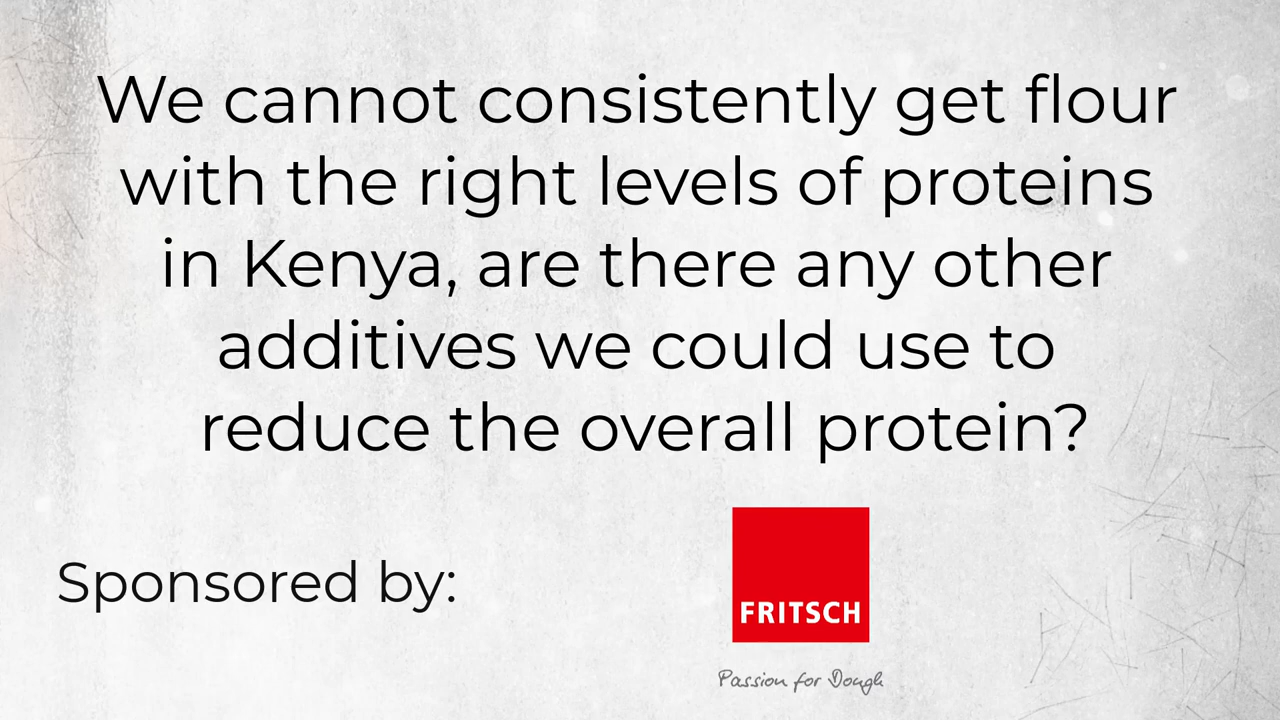 We cannot consistently get flour
with the right levels of proteins
in Kenya, are there any other
additives we could use to
reduce the overall protein?
Sponsored by:
FRITSCH
Passion for Dough